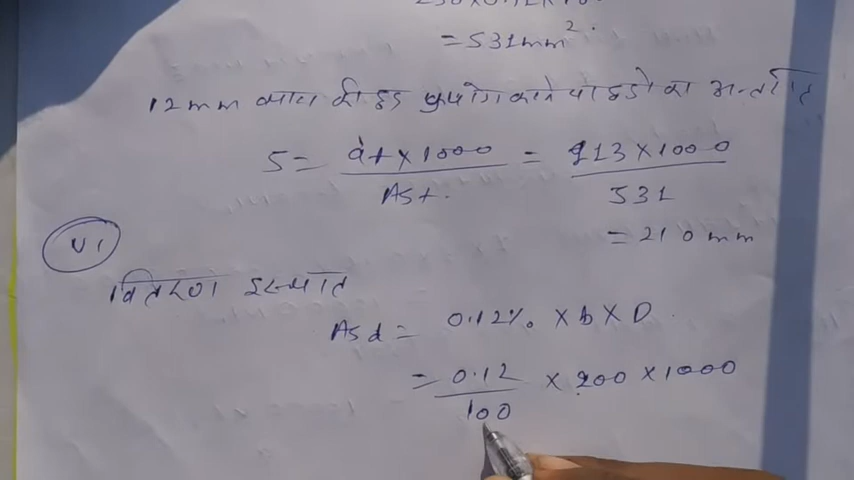 = 531mm².
12mm व्यास की छड़ प्रयोग करने पर छड़ो का अन्तराल
S = at × 1000 / Ast. = 113 × 1000 / 531
= 210 mm
VI
वितरण इस्पात
Asd = 0.12% × b × D
= 0.12 / 100 × 200 × 1000